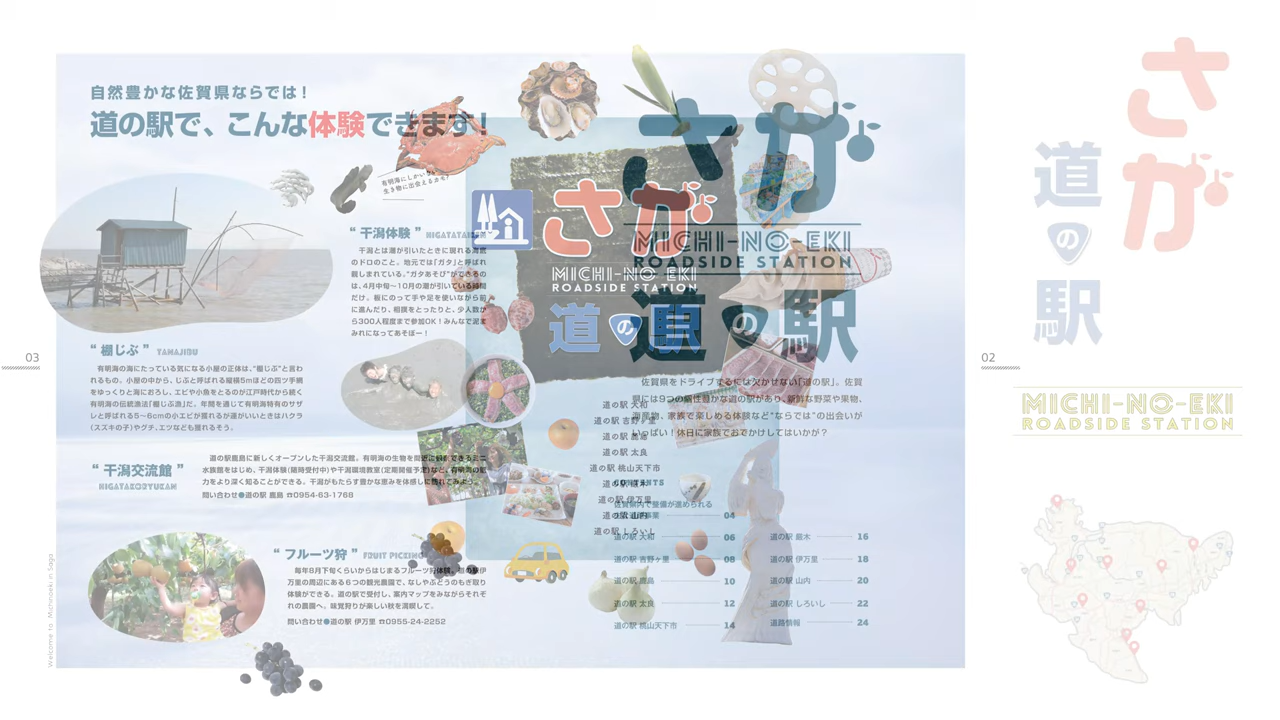 自然豊かな佐賀県ならでは！
道の駅で、こんな体験できます！
有明海にしかいない
生き物に出会えるカモ？
“干潟体験” HIGATATAIKEN
干潟とは潮が引いたときに現れる海底
のドロのこと。地元では「ガタ」と呼ばれ
親しまれている。“ガタあそび”ができるの
は、4月中旬〜10月の潮が引いている時間
だけ。板にのって手や足を使いながら前
に進んだり、相撲をとったりと、少人数か
ら300人程度まで参加OK！みんなで泥ま
みれになってあそぼー！
“棚じぶ” TANAJIBU
有明海の海にたっている気になる小屋の正体は、“棚じぶ”と言わ
れるもの。小屋の中から、じぶと呼ばれる縦横5mほどの四ツ手網
をゆっくりと海におろし、エビや小魚をとるのが江戸時代から続く
有明海の伝統漁法「棚じぶ漁」だ。年間を通じて有明海特有のサザ
レと呼ばれる5〜6cmの小エビが獲れるが運がいいときはハクラ
（スズキの子）やグチ、エツなども獲れるそう。
“干潟交流館”
HIGATAKORYUKAN
道の駅鹿島に新しくオープンした干潟交流館。有明海の生物を間近に観察できるミニ
水族館をはじめ、干潟体験（随時受付中）や干潟環境教室（定期開催予定）など、有明海の魅
力をより深く知ることができる。干潟がもたらす豊かな恵みを体感しに訪れてみよう。
問い合わせ●道の駅 鹿島 ☎0954-63-1768
“フルーツ狩” FRUIT PICKING
毎年8月下旬くらいからはじまるフルーツ狩体験。道の駅伊
万里の周辺にある6つの観光農園で、なしやぶどうのもぎ取り
体験ができる。道の駅で受付し、案内マップをみながらそれぞ
れの農園へ。味覚狩りが楽しい秋を満喫して。
問い合わせ●道の駅 伊万里 ☎0955-24-2252
03
Welcome to Michinoeki in Saga
さが
MICHI-NO-EKI
ROADSIDE STATION
道の駅
道の駅 大和
道の駅 吉野ヶ里
道の駅 鹿島
道の駅 太良
道の駅 桃山天下市
道の駅 厳木
道の駅 伊万里
道の駅 山内
道の駅 しろいし
さが
MICHI-NO-EKI
ROADSIDE STATION
道の駅
佐賀県をドライブするには欠かせない「道の駅」。佐賀
県には9つの個性豊かな道の駅があり、新鮮な野菜や果物、
海産物、家族で楽しめる体験など“ならでは”の出会いが
いっぱい！休日に家族でおでかけしてはいかが？
CONTENTS
佐賀県内で整備が進められる
04
道の駅 大和 06
道の駅 吉野ヶ里 08
道の駅 鹿島 10
道の駅 太良 12
道の駅 桃山天下市 14
道の駅 厳木 16
道の駅 伊万里 18
道の駅 山内 20
道の駅 しろいし 22
道路情報 24
02
さが
道の駅
MICHI-NO-EKI
ROADSIDE STATION